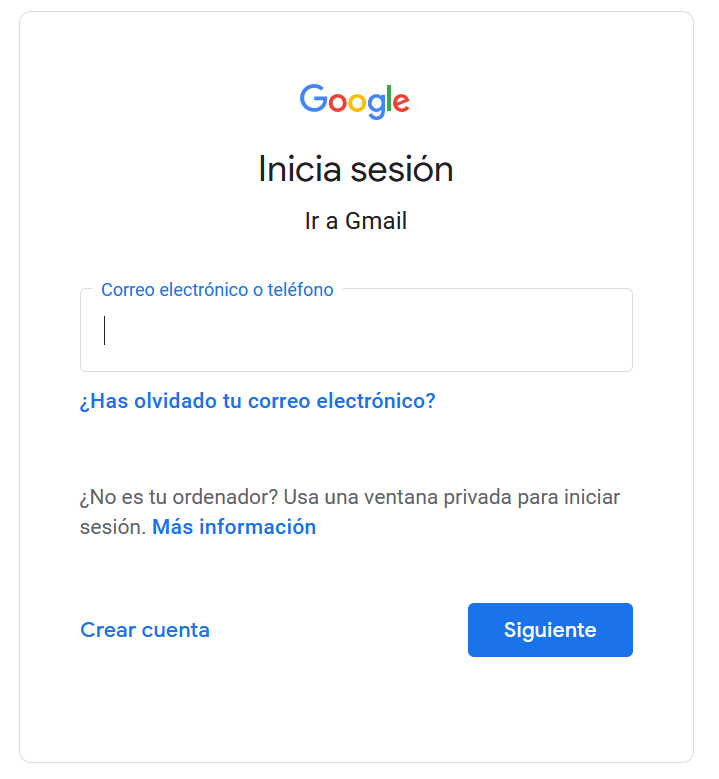 Google
Inicia sesión
Ir a Gmail
Correo electrónico o teléfono
¿Has olvidado tu correo electrónico?
¿No es tu ordenador? Usa una ventana privada para iniciar
sesión. Más información
Crear cuenta
Siguiente